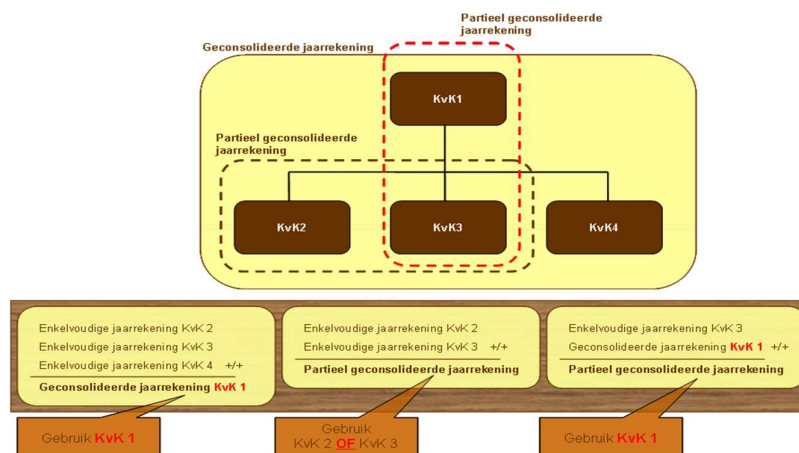 Partieel geconsolideerde
jaarrekening
Geconsolideerde jaarrekening
KvK1
Partieel geconsolideerde
jaarrekening
KvK2
KvK3
KvK4
Enkelvoudige jaarrekening KvK 2
Enkelvoudige jaarrekening KvK 3
Enkelvoudige jaarrekening KvK 4 +/+
Geconsolideerde jaarrekening KvK 1
Gebruik KvK 1
Enkelvoudige jaarrekening KvK 2
Enkelvoudige jaarrekening KvK 3 +/+
Partieel geconsolideerde jaarrekening
Gebruik
KvK 2 OF KvK 3
Enkelvoudige jaarrekening KvK 3
Geconsolideerde jaarrekening KvK 1 +/+
Partieel geconsolideerde jaarrekening
Gebruik KvK 1